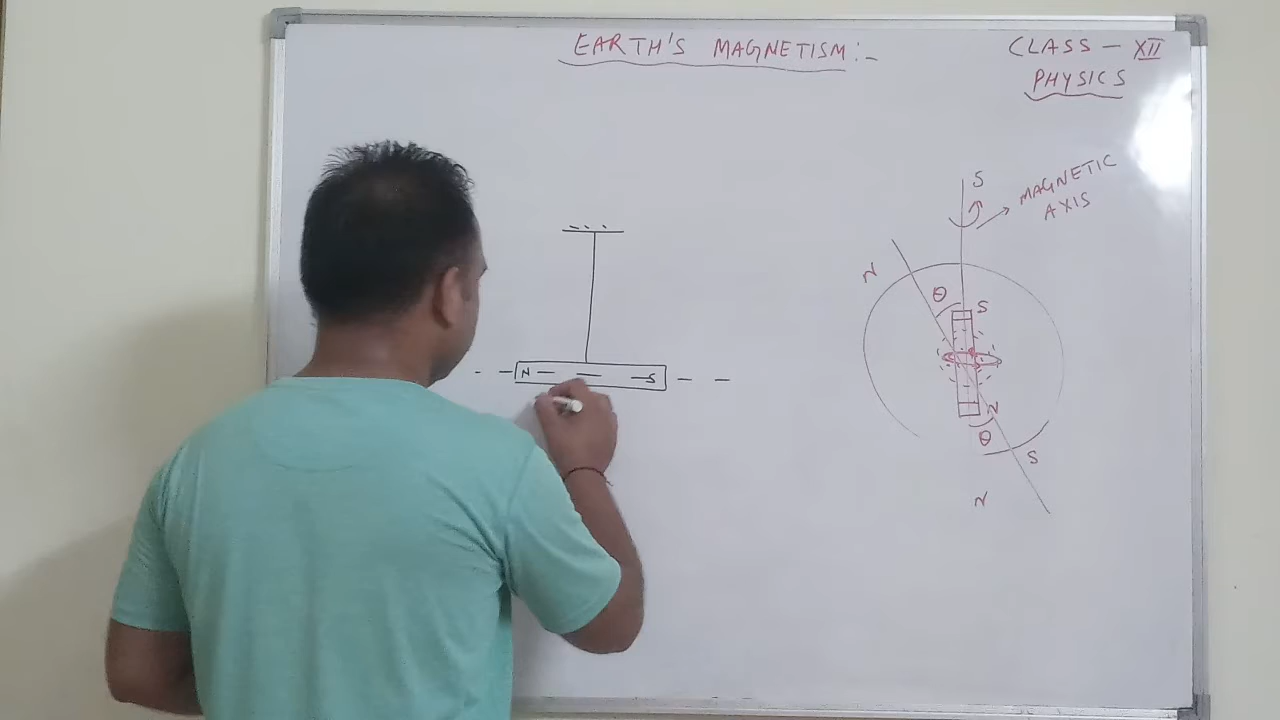 EARTH'S MAGNETISM:-
CLASS - XII
PHYSICS
S
MAGNETIC
AXIS
N
θ
S
N S
N
θ
S
N